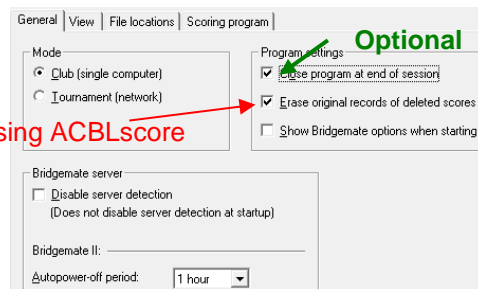 General View File locations Scoring program
Optional
Mode
Club (single computer)
Tournament (network)
Program settings
Close program at end of session
Erase original records of deleted scores
Show Bridgemate options when starting
sing ACBLscore
Bridgemate server
Disable server detection
(Does not disable server detection at startup)
Bridgemate II:
Autopower-off period: 1 hour